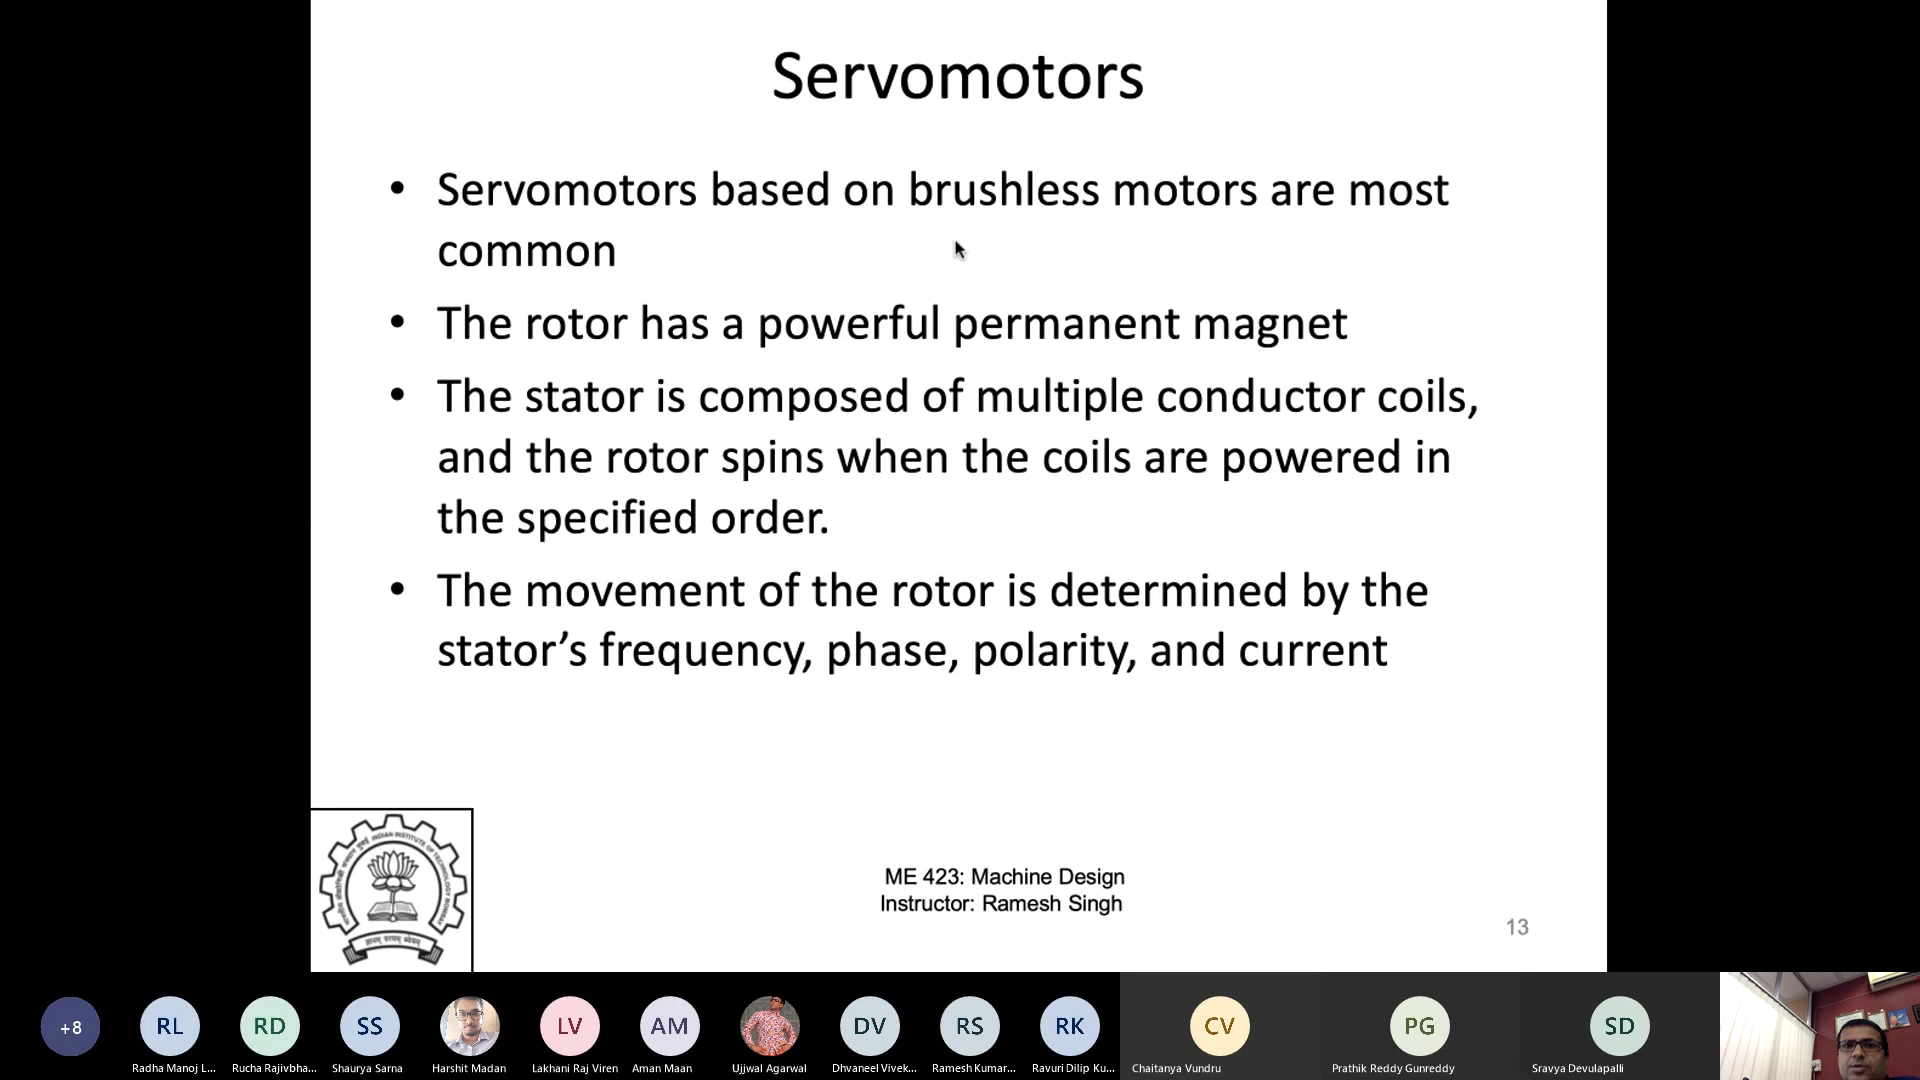 Servomotors
• Servomotors based on brushless motors are most
common
• The rotor has a powerful permanent magnet
• The stator is composed of multiple conductor coils,
and the rotor spins when the coils are powered in
the specified order.
• The movement of the rotor is determined by the
stator’s frequency, phase, polarity, and current
ME 423: Machine Design
Instructor: Ramesh Singh
13
+8
RL
RD
SS
LV
AM
DV
RS
RK
CV
PG
SD
Radha Manoj L...
Rucha Rajivbha...
Shaurya Sarna
Harshit Madan
Lakhani Raj Viren
Aman Maan
Ujjwal Agarwal
Dhvaneel Vivek...
Ramesh Kumar...
Ravuri Dilip Ku...
Chaitanya Vundru
Prathik Reddy Gunreddy
Sravya Devulapalli